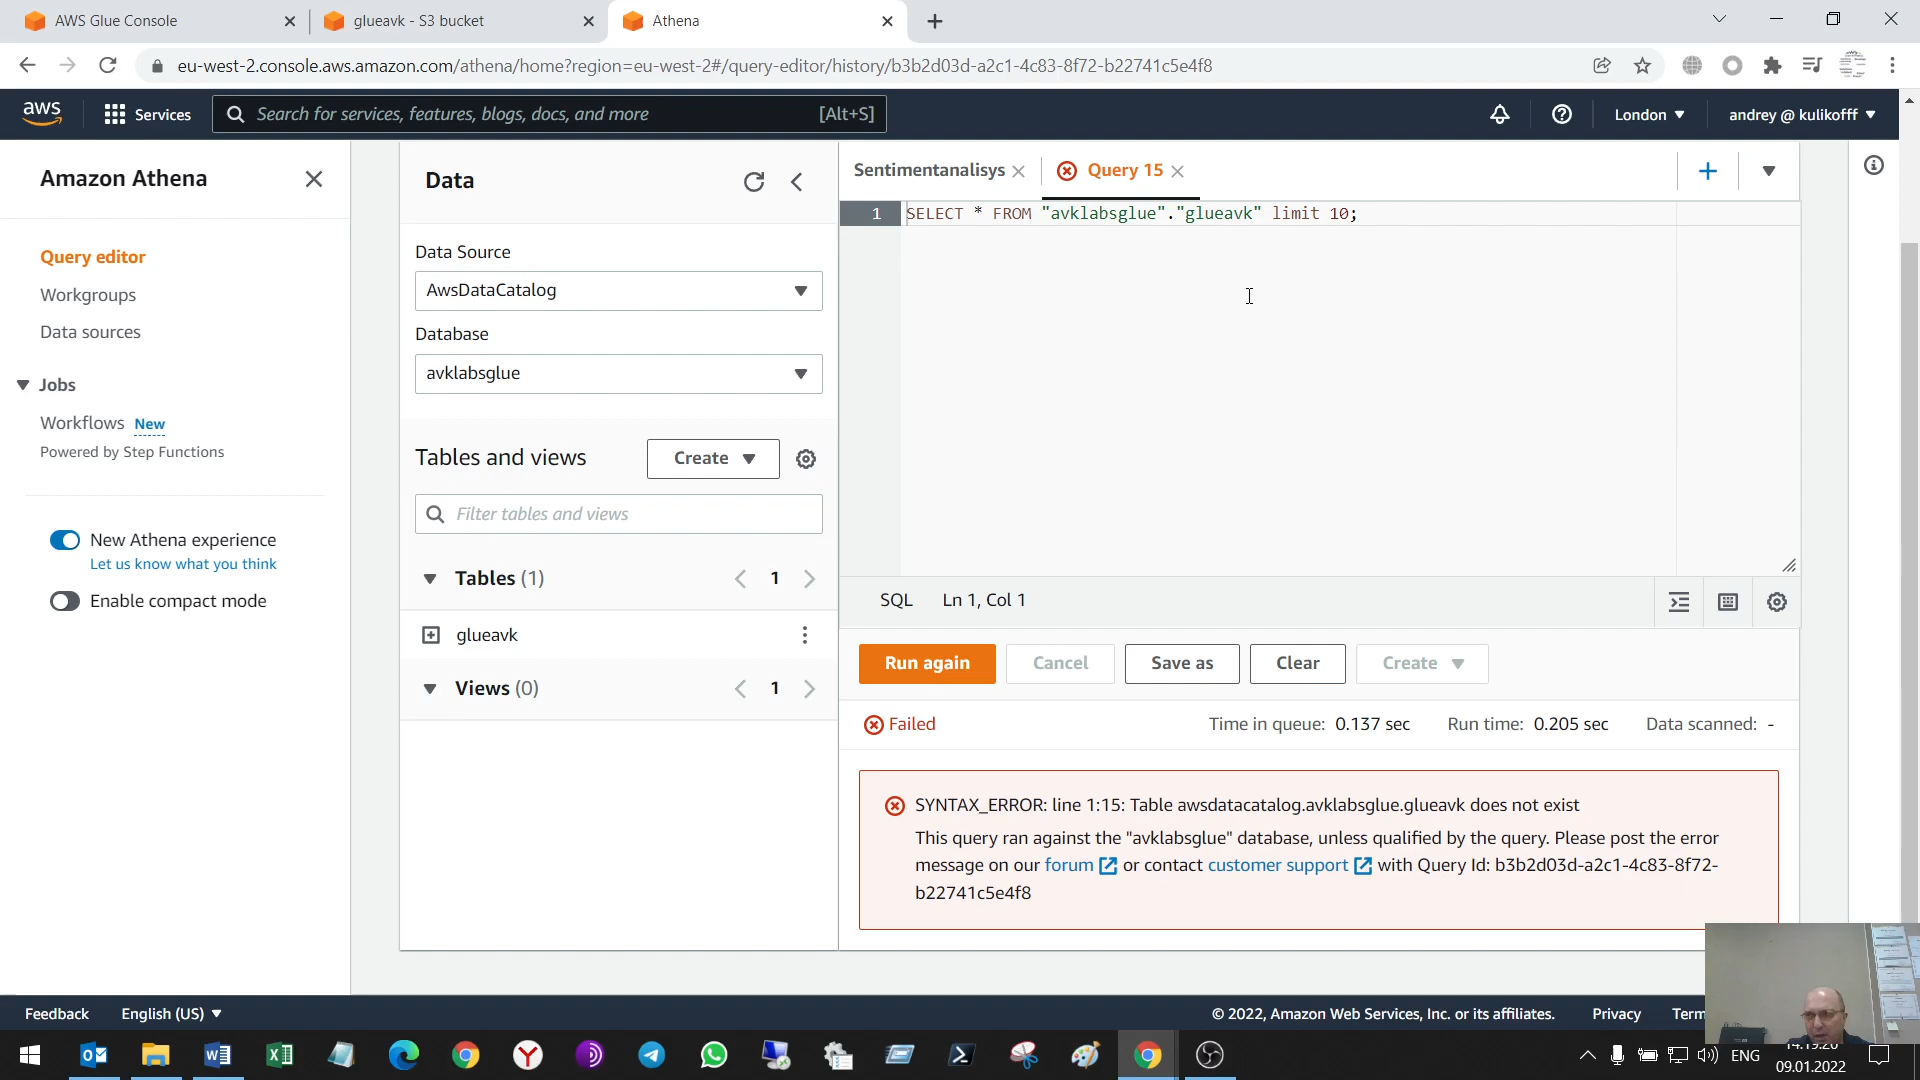 AWS Glue Console
glueavk - S3 bucket
Athena
eu-west-2.console.aws.amazon.com/athena/home?region=eu-west-2#/query-editor/history/b3b2d03d-a2c1-4c83-8f72-b22741c5e4f8
aws
Services
Search for services, features, blogs, docs, and more
[Alt+S]
London
andrey @ kulikofff
Amazon Athena
Query editor
Workgroups
Data sources
Jobs
Workflows New
Powered by Step Functions
New Athena experience
Let us know what you think
Enable compact mode
Data
Data Source
AwsDataCatalog
Database
avklabsglue
Tables and views
Create
Filter tables and views
Tables (1)
1
glueavk
Views (0)
1
Sentimentanalisys
Query 15
1 SELECT * FROM "avklabsglue"."glueavk" limit 10;
SQL
Ln 1, Col 1
Run again
Cancel
Save as
Clear
Create
Failed
Time in queue: 0.137 sec
Run time: 0.205 sec
Data scanned: -
SYNTAX_ERROR: line 1:15: Table awsdatacatalog.avklabsglue.glueavk does not exist
This query ran against the "avklabsglue" database, unless qualified by the query. Please post the error
message on our forum or contact customer support with Query Id: b3b2d03d-a2c1-4c83-8f72-
b22741c5e4f8
Feedback
English (US)
© 2022, Amazon Web Services, Inc. or its affiliates.
Privacy
Term
ENG
09.01.2022